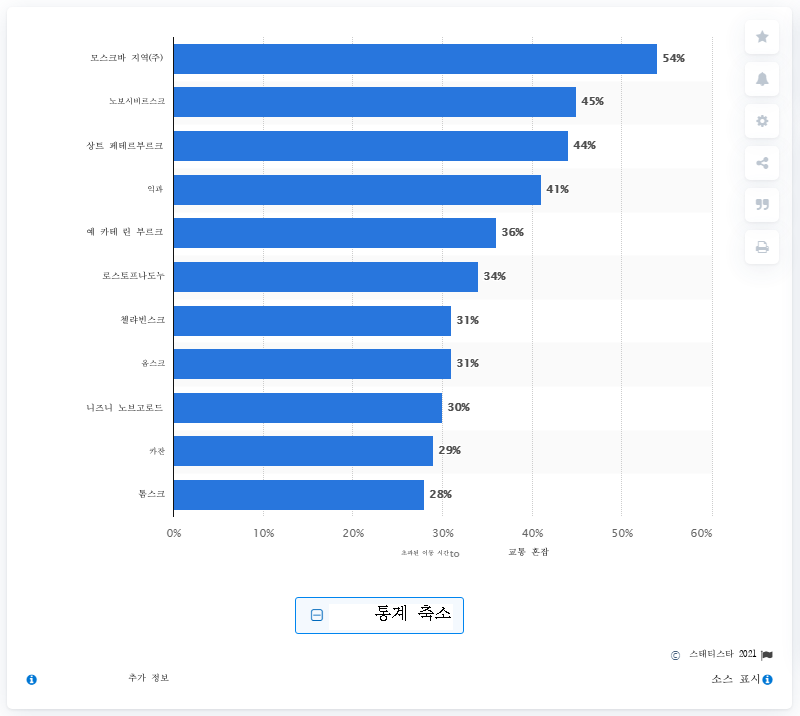 모스크바 지역(주)
54%
노보시비르스크
45%
상트 페테르부르크
44%
익과
41%
예 카테 린 부르크
36%
로스토프나도누
34%
첼랴빈스크
31%
옴스크
31%
니즈니 노브고로드
30%
카잔
29%
톰스크
28%
0% 10% 20% 30% 40% 50% 60%
초과된 이동 시간 to 교통 혼잡
통계 축소
© 스태티스타 2021
추가 정보 소스 표시